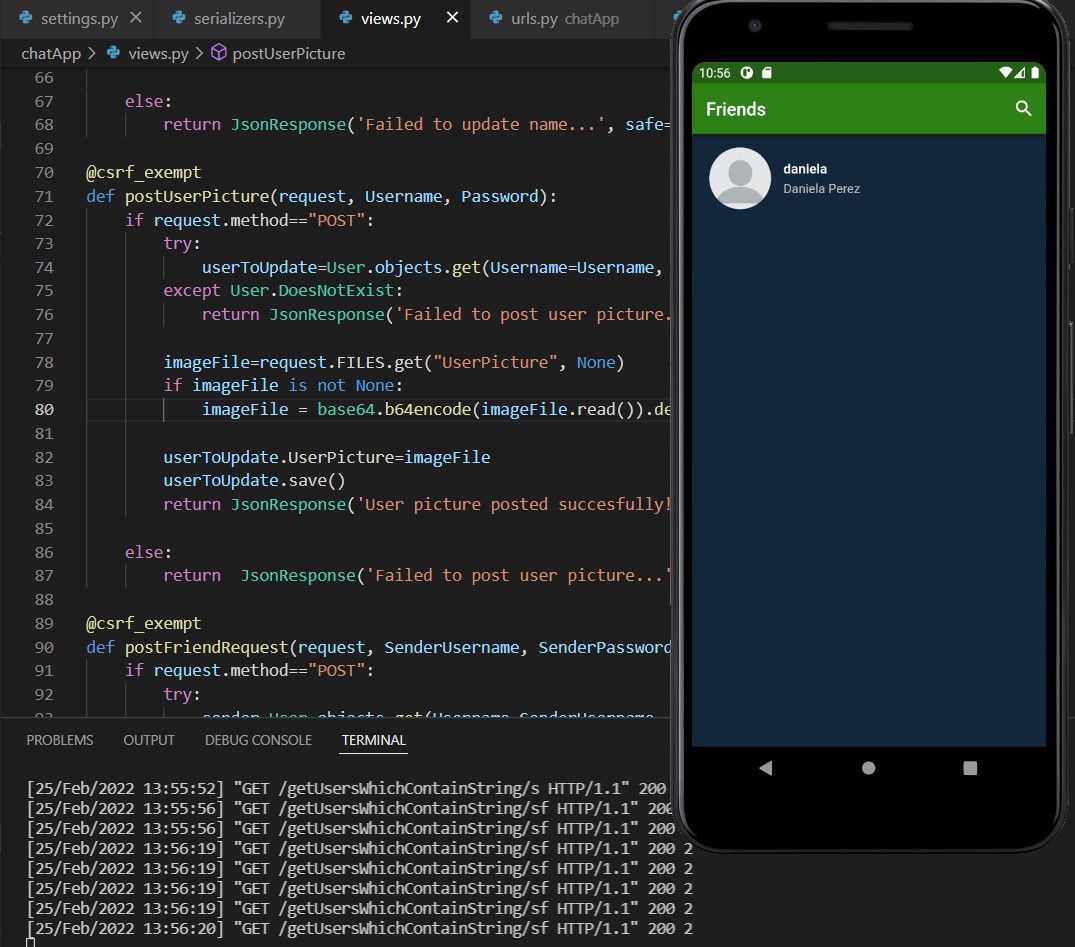 settings.py
serializers.py
views.py
urls.py chatApp
chatApp > views.py > postUserPicture
66
67 else:
68 return JsonResponse('Failed to update name...', safe=
69
70 @csrf_exempt
71 def postUserPicture(request, Username, Password):
72 if request.method=="POST":
73 try:
74 userToUpdate=User.objects.get(Username=Username,
75 except User.DoesNotExist:
76 return JsonResponse('Failed to post user picture.
77
78 imageFile=request.FILES.get("UserPicture", None)
79 if imageFile is not None:
80 imageFile = base64.b64encode(imageFile.read()).de
81
82 userToUpdate.UserPicture=imageFile
83 userToUpdate.save()
84 return JsonResponse('User picture posted succesfully!
85
86 else:
87 return  JsonResponse('Failed to post user picture...'
88
89 @csrf_exempt
90 def postFriendRequest(request, SenderUsername, SenderPassword
91 if request.method=="POST":
92 try:
PROBLEMS OUTPUT DEBUG CONSOLE TERMINAL
[25/Feb/2022 13:55:52] "GET /getUsersWhichContainString/s HTTP/1.1" 200
[25/Feb/2022 13:55:56] "GET /getUsersWhichContainString/sf HTTP/1.1" 200
[25/Feb/2022 13:55:56] "GET /getUsersWhichContainString/sf HTTP/1.1" 200
[25/Feb/2022 13:56:19] "GET /getUsersWhichContainString/sf HTTP/1.1" 200 2
[25/Feb/2022 13:56:19] "GET /getUsersWhichContainString/sf HTTP/1.1" 200 2
[25/Feb/2022 13:56:19] "GET /getUsersWhichContainString/sf HTTP/1.1" 200 2
[25/Feb/2022 13:56:19] "GET /getUsersWhichContainString/sf HTTP/1.1" 200 2
[25/Feb/2022 13:56:20] "GET /getUsersWhichContainString/sf HTTP/1.1" 200 2
10:56
Friends
daniela
Daniela Perez